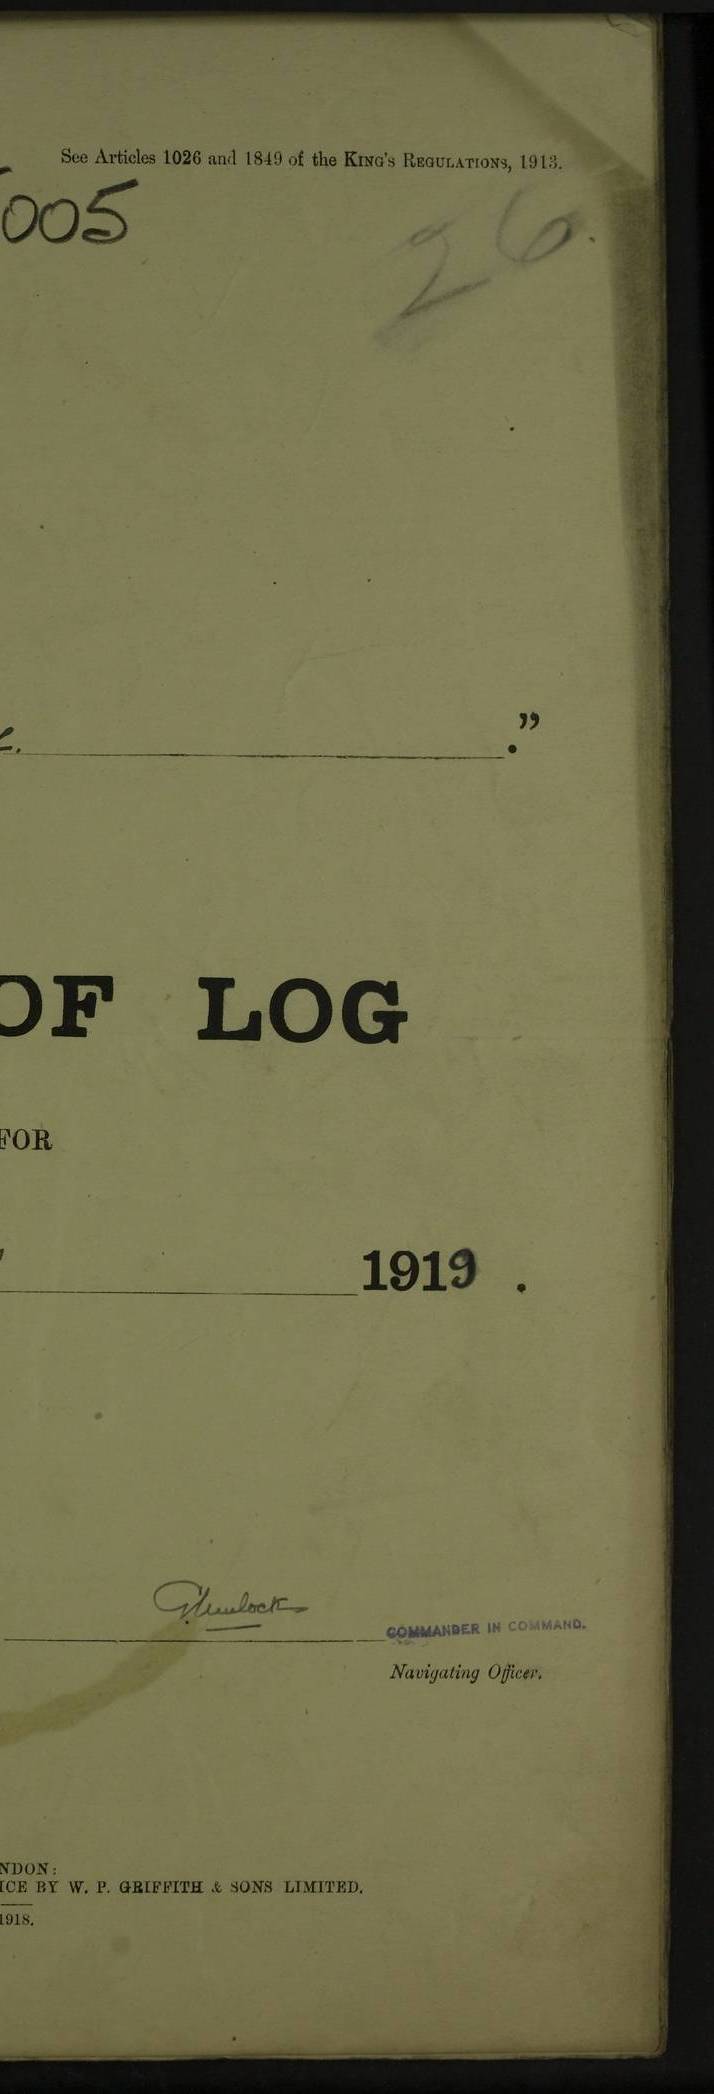 See Articles 1026 and 1849 of the KING'S REGULATIONS, 1913.
005
26.
."
OF LOG
FOR
1919.
COMMANDER IN COMMAND.
Navigating Officer.
NDON:
ICE BY W. P. GRIFFITH & SONS LIMITED.
1918.